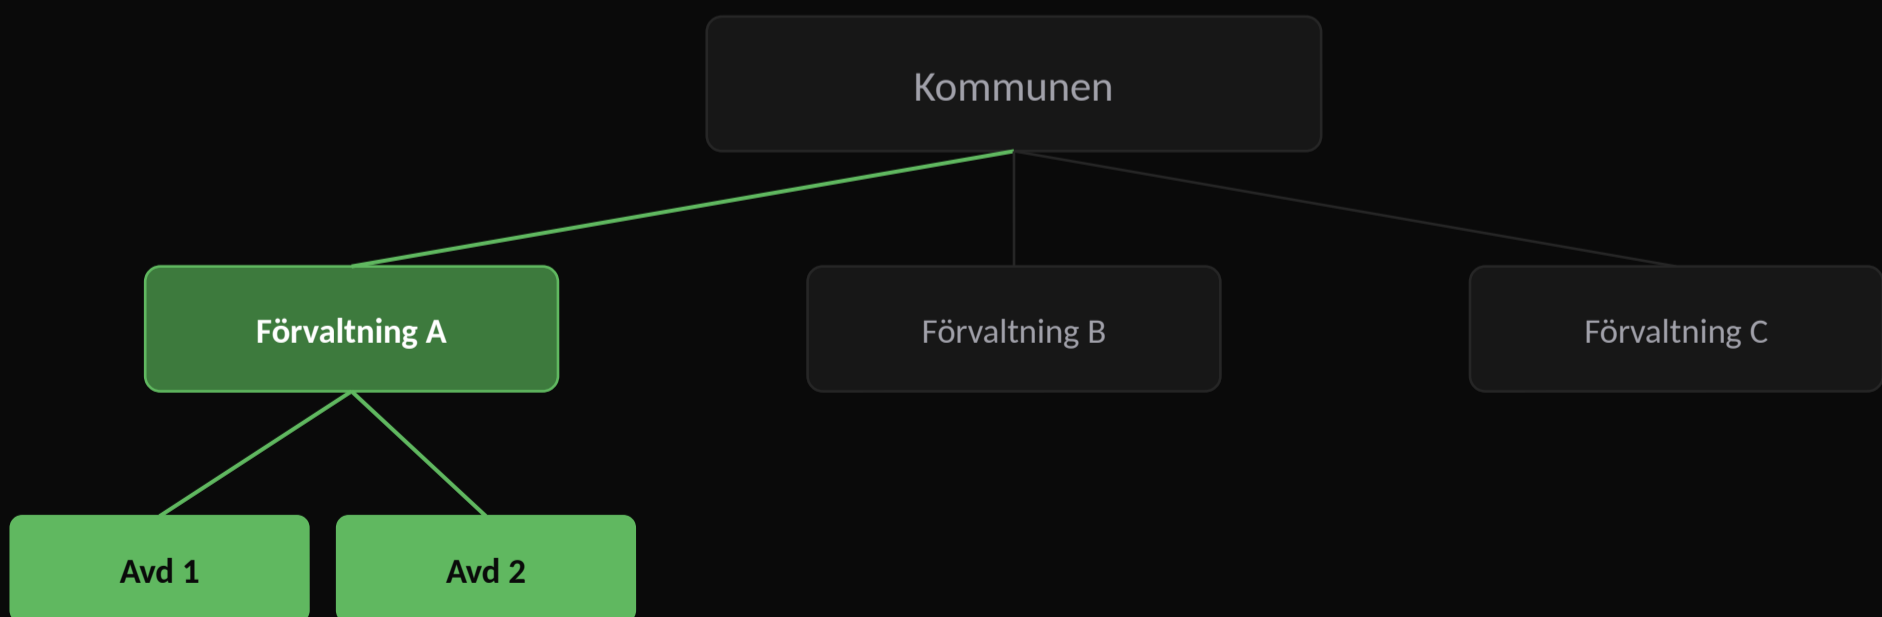 Kommunen
Förvaltning A
Förvaltning B
Förvaltning C
Avd 1
Avd 2